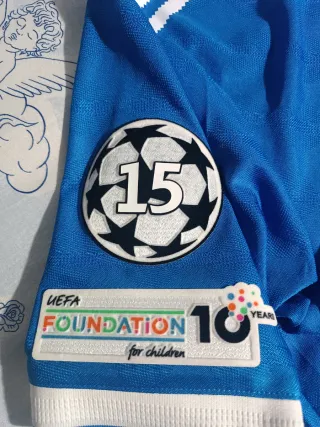 15
UEFA
FOUNDATION 10 YEARS
for children